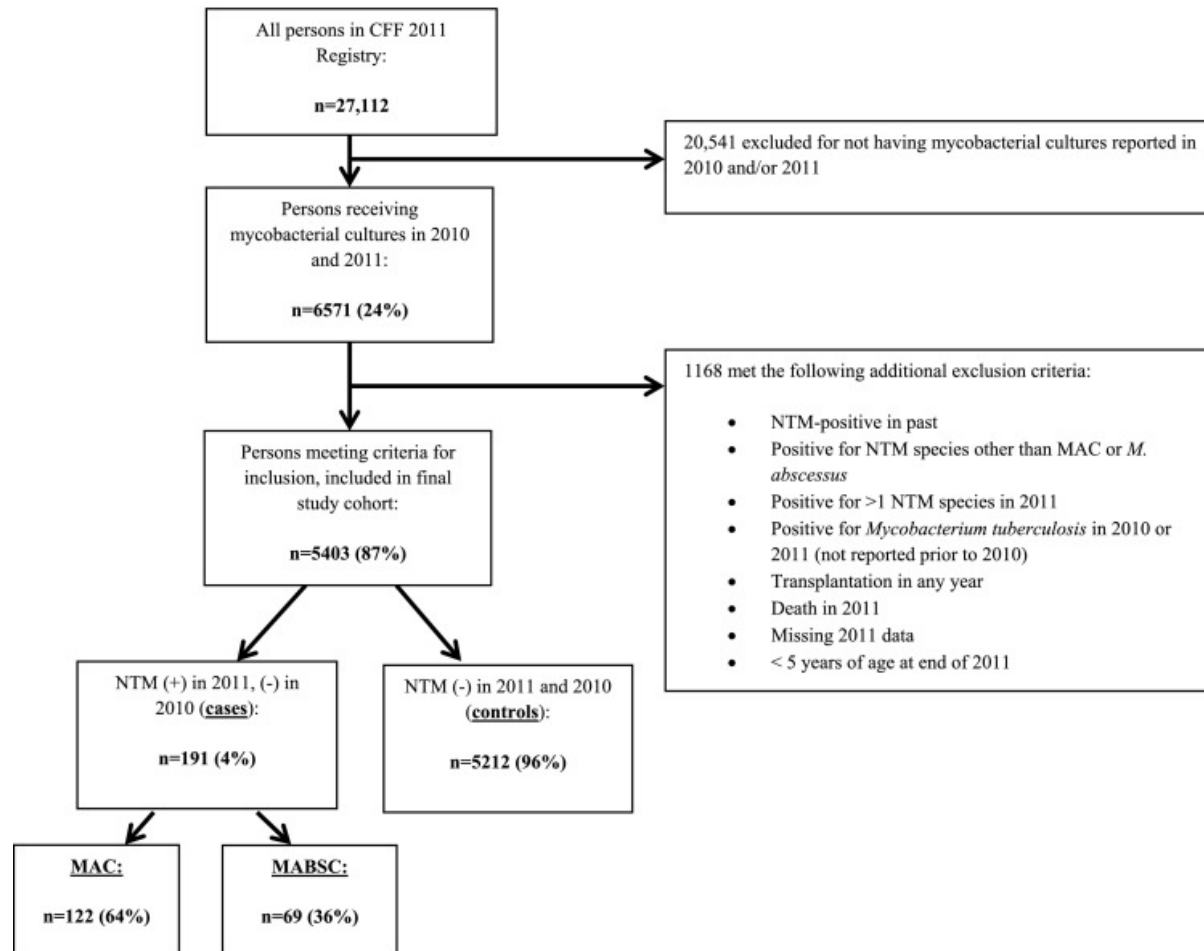 All persons in CFF 2011
Registry:
n=27,112
20,541 excluded for not having mycobacterial cultures reported in
2010 and/or 2011
Persons receiving
mycobacterial cultures in 2010
and 2011:
n=6571 (24%)
1168 met the following additional exclusion criteria:
• NTM-positive in past
• Positive for NTM species other than MAC or M.
abscessus
• Positive for >1 NTM species in 2011
• Positive for Mycobacterium tuberculosis in 2010 or
2011 (not reported prior to 2010)
• Transplantation in any year
• Death in 2011
• Missing 2011 data
• < 5 years of age at end of 2011
Persons meeting criteria for
inclusion, included in final
study cohort:
n=5403 (87%)
NTM (+) in 2011, (-) in
2010 (cases):
n=191 (4%)
NTM (-) in 2011 and 2010
(controls):
n=5212 (96%)
MAC:
n=122 (64%)
MABSC:
n=69 (36%)